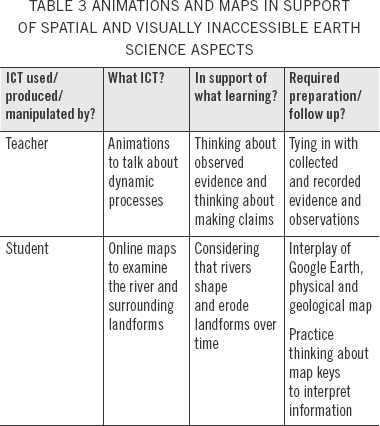 TABLE 3 ANIMATIONS AND MAPS IN SUPPORT
OF SPATIAL AND VISUALLY INACCESSIBLE EARTH
SCIENCE ASPECTS
ICT used/
produced/
manipulated by?
What ICT?
In support of
what learning?
Required
preparation/
follow up?
Teacher
Animations
to talk about
dynamic
processes
Thinking about
observed
evidence and
thinking about
making claims
Tying in with
collected
and recorded
evidence and
observations
Student
Online maps
to examine
the river and
surrounding
landforms
Considering
that rivers
shape
and erode
landforms over
time
Interplay of
Google Earth,
physical and
geological map
Practice
thinking about
map keys
to interpret
information